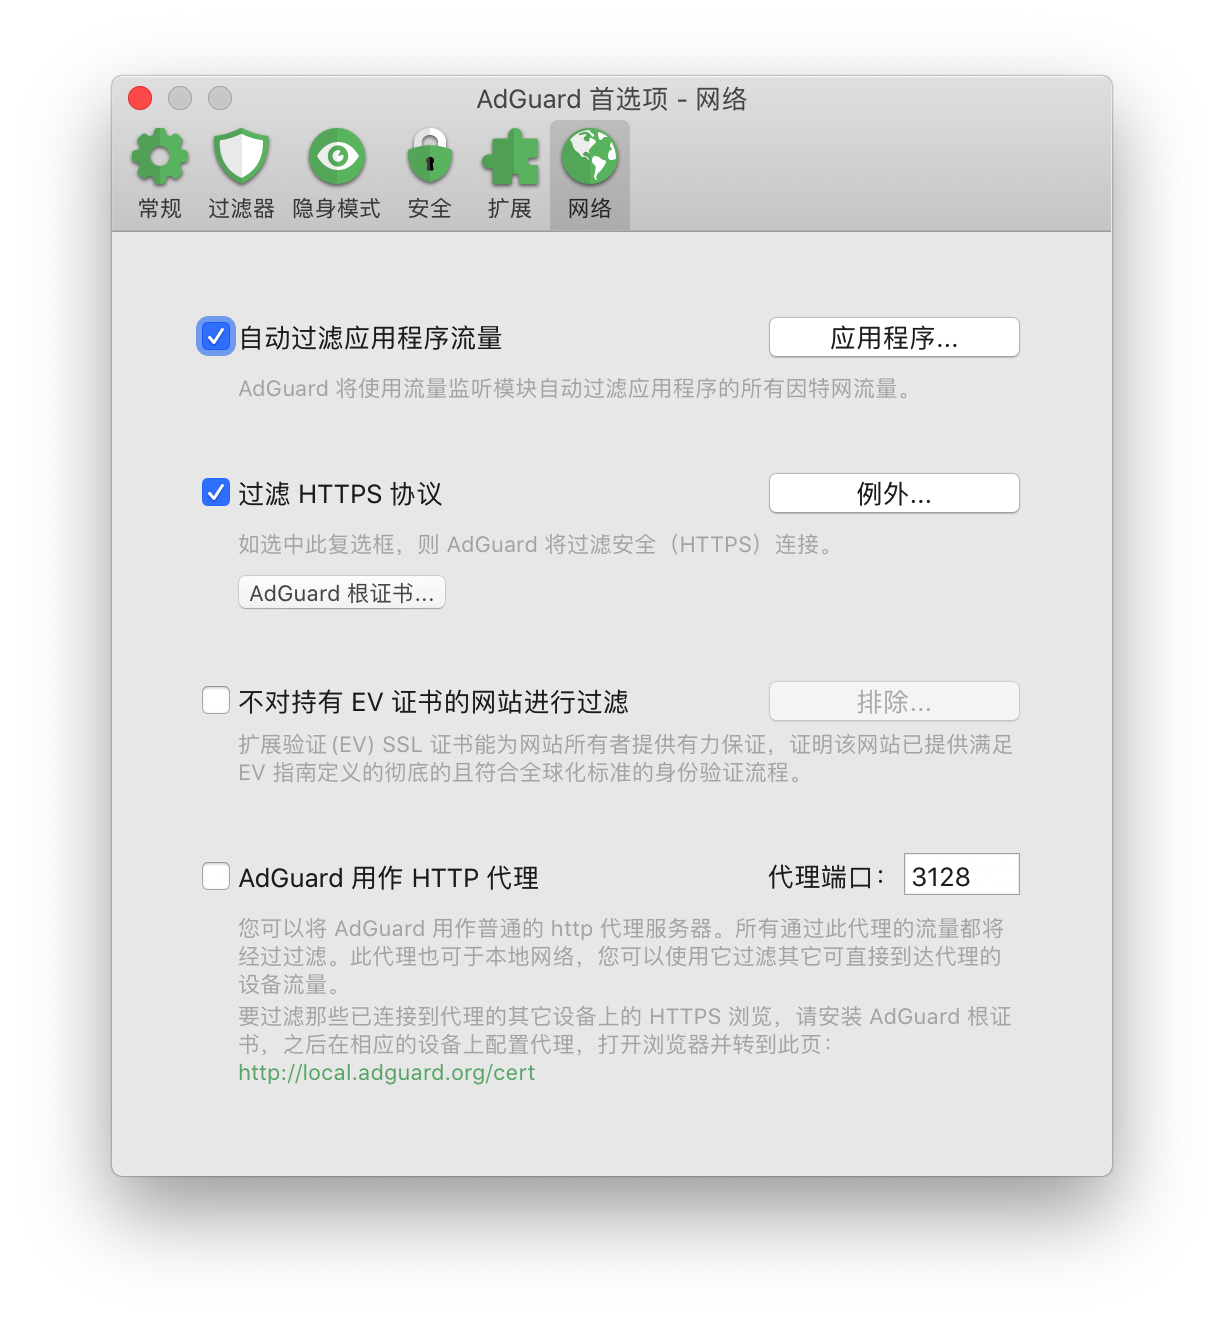 AdGuard 首选项 - 网络
常规 过滤器 隐身模式 安全 扩展 网络
自动过滤应用程序流量 应用程序...
AdGuard 将使用流量监听模块自动过滤应用程序的所有因特网流量。
过滤 HTTPS 协议 例外...
如选中此复选框，则 AdGuard 将过滤安全（HTTPS）连接。
AdGuard 根证书...
不对持有 EV 证书的网站进行过滤 排除...
扩展验证(EV) SSL 证书能为网站所有者提供有力保证，证明该网站已提供满足
EV 指南定义的彻底的且符合全球化标准的身份验证流程。
AdGuard 用作 HTTP 代理 代理端口： 3128
您可以将 AdGuard 用作普通的 http 代理服务器。所有通过此代理的流量都将
经过过滤。此代理也可于本地网络，您可以使用它过滤其它可直接到达代理的
设备流量。
要过滤那些已连接到代理的其它设备上的 HTTPS 浏览，请安装 AdGuard 根证
书，之后在相应的设备上配置代理，打开浏览器并转到此页：
http://local.adguard.org/cert